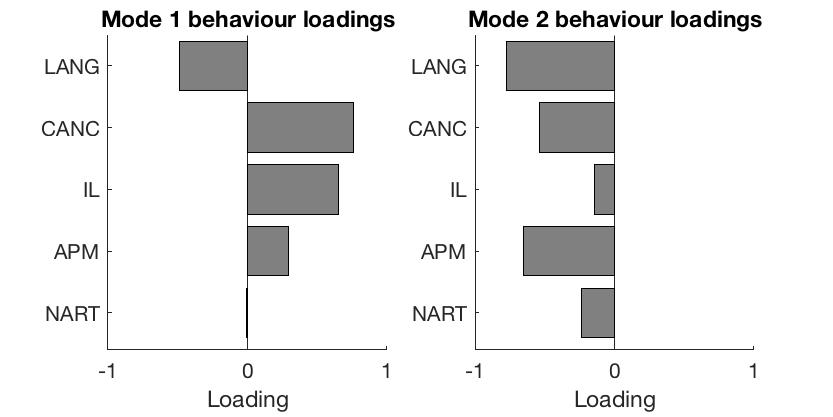 Mode 1 behaviour loadings
LANG
CANC
IL
APM
NART
-1
0
1
Loading
Mode 2 behaviour loadings
LANG
CANC
IL
APM
NART
-1
0
1
Loading